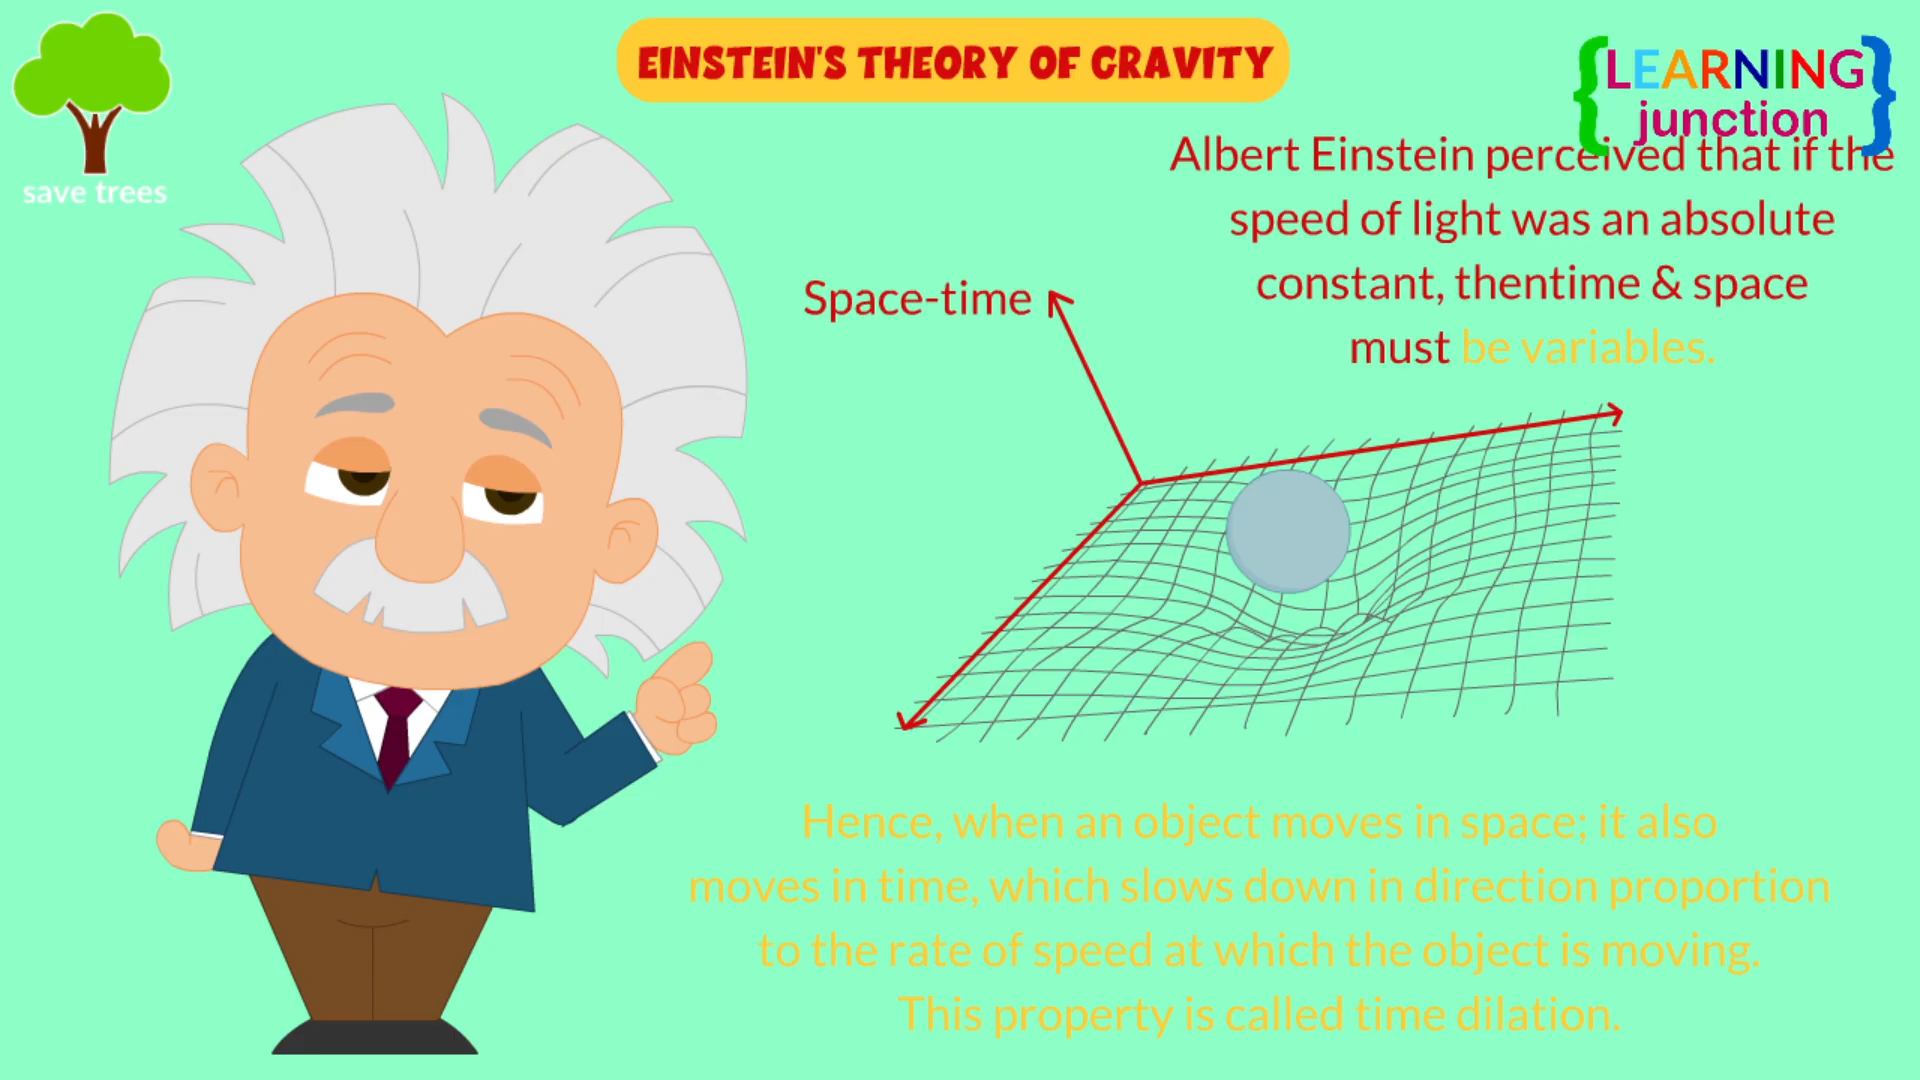 EINSTEIN'S THEORY OF GRAVITY
{LEARNING
junction}
save trees
Albert Einstein perceived that if the
speed of light was an absolute
constant, thentime & space
must be variables.
Space-time
Hence, when an object moves in space; it also
moves in time, which slows down in direction proportion
to the rate of speed at which the object is moving.
This property is called time dilation.